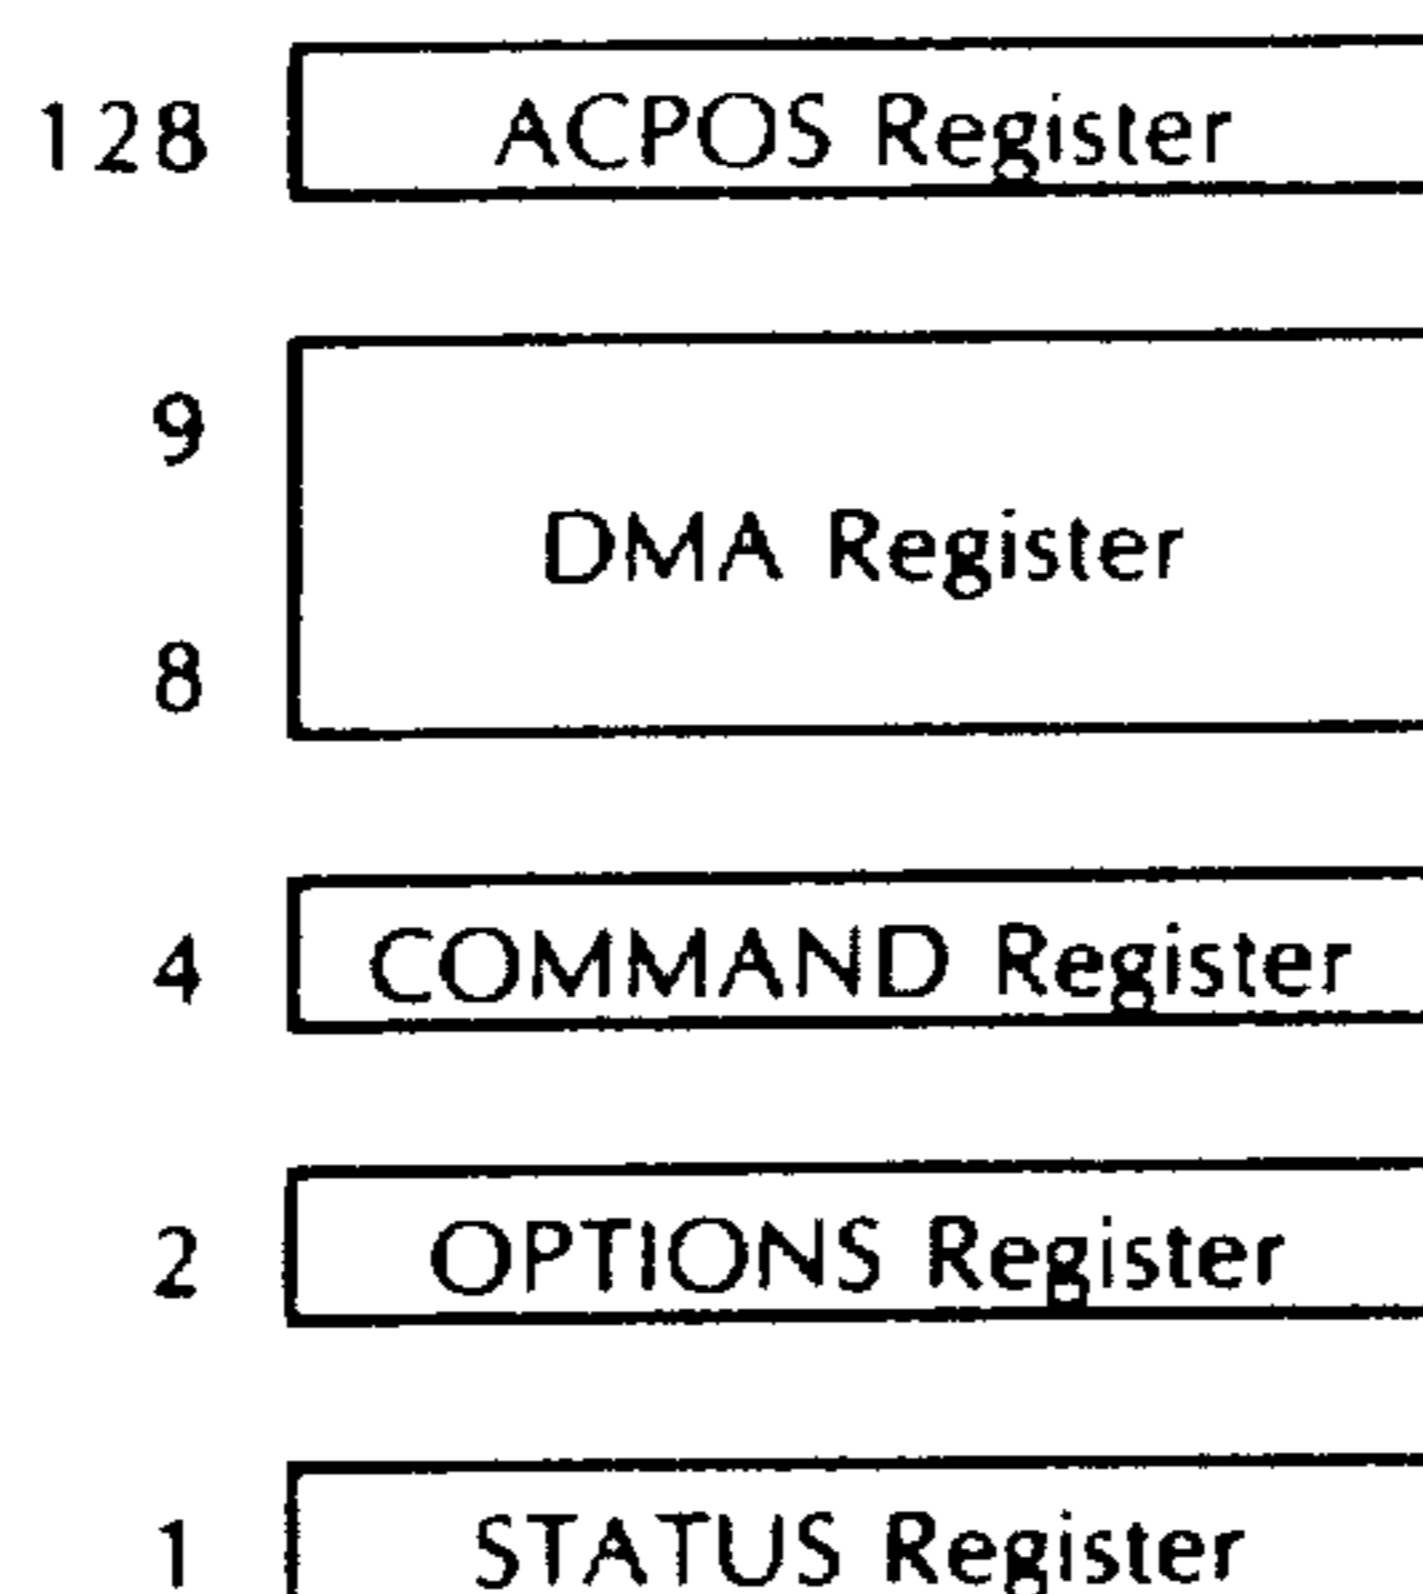 128 ACPOS Register
9
DMA Register
8
4 COMMAND Register
2 OPTIONS Register
1 STATUS Register